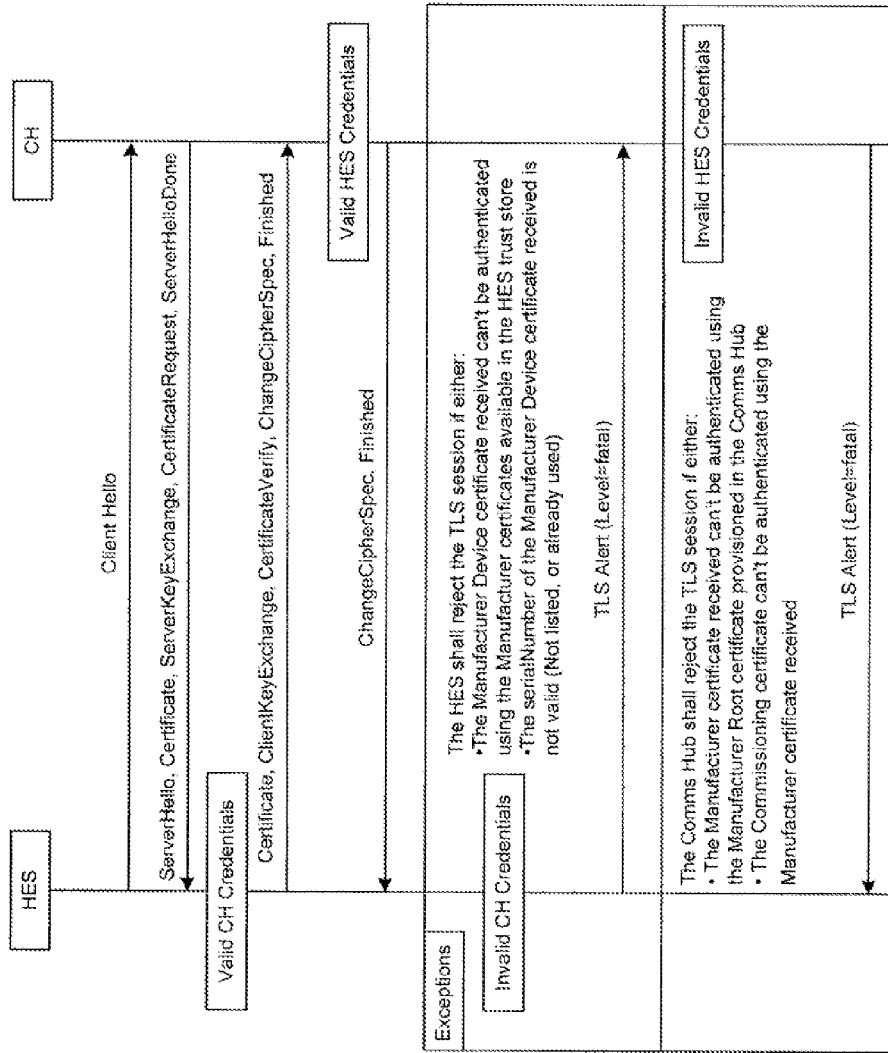 HES
CH
Client Hello
ServerHello, Certificate, ServerKeyExchange, CertificateRequest, ServerHelloDone
Valid CH Credentials
Certificate, ClientKeyExchange, CertificateVerify, ChangeCipherSpec, Finished
Valid HES Credentials
ChangeCipherSpec, Finished
Exceptions
The HES shall reject the TLS session if either:
•The Manufacturer Device certificate received can't be authenticated
using the Manufacturer certificates available in the HES trust store
•The serialNumber of the Manufacturer Device certificate received is
not valid (Not listed, or already used)
Invalid CH Credentials
TLS Alert (Level=fatal)
The Comms Hub shall reject the TLS session if either:
• The Manufacturer certificate received can't be authenticated using
the Manufacturer Root certificate provisioned in the Comms Hub
• The Commissioning certificate can't be authenticated using the
Manufacturer certificate received
Invalid HES Credentials
TLS Alert (Level=fatal)